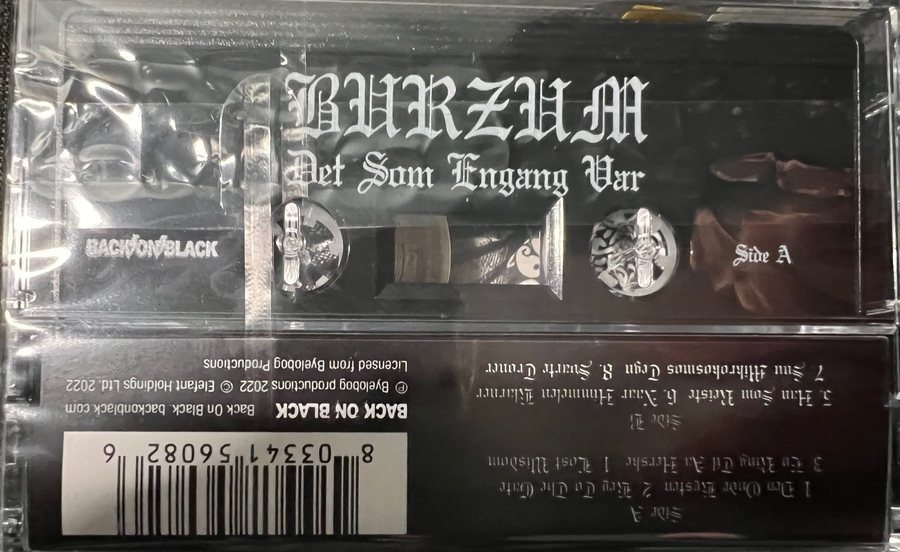 BURZUM
Det Som Engang Var
BACK ON BLACK
Side A
Side A
1. Den Onde Kysten 2. Key To The Gate
3. En Ring Til Aa Herske 4. Lost Wisdom
Side B
5. Han Som Reiste 6. Naar Himmelen Klarner
7. Snu Mikrokosmos Tegn 8. Svarte Troner
8 03341 56082 6
BACK ON BLACK Back On Black. backonblack.com
℗ Byelobog productions 2022 © Elefant Holdings Ltd. 2022
Licensed from Byelobog Productions